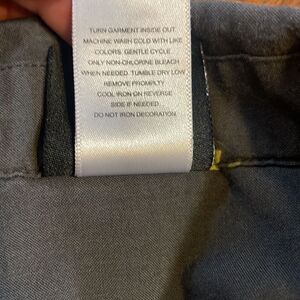 TURN GARMENT INSIDE OUT
MACHINE WASH COLD WITH LIKE
COLORS. GENTLE CYCLE.
ONLY NON-CHLORINE BLEACH
WHEN NEEDED. TUMBLE DRY LOW.
REMOVE PROMPTLY
COOL IRON ON REVERSE
SIDE IF NEEDED.
DO NOT IRON DECORATION.